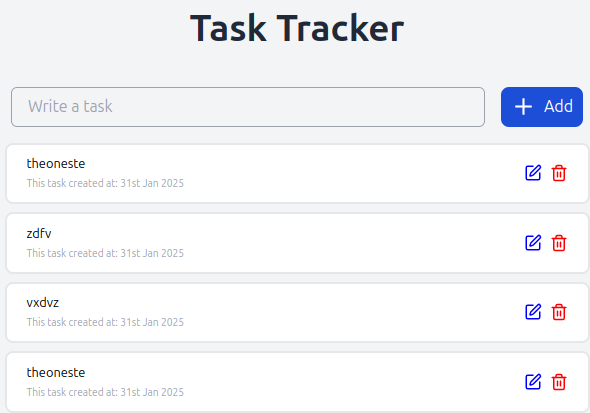 Task Tracker
Write a task
Add
theoneste
This task created at: 31st Jan 2025
zdfv
This task created at: 31st Jan 2025
vxdvz
This task created at: 31st Jan 2025
theoneste
This task created at: 31st Jan 2025